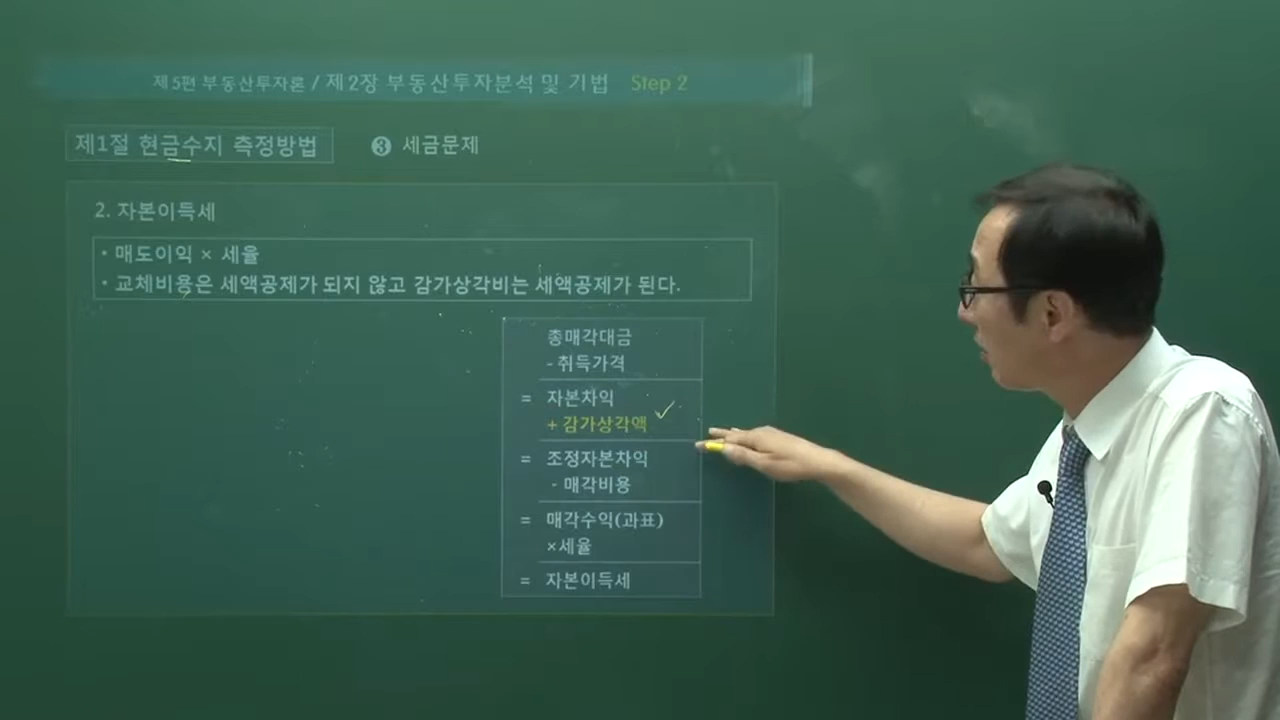 제5편 부동산투자론 / 제2장 부동산투자분석 및 기법 Step 2
제1절 현금수지 측정방법 ❸ 세금문제
2. 자본이득세
• 매도이익 × 세율
• 교체비용은 세액공제가 되지 않고 감가상각비는 세액공제가 된다.
총매각대금
- 취득가격
= 자본차익
+ 감가상각액
= 조정자본차익
- 매각비용
= 매각수익(과표)
×세율
= 자본이득세